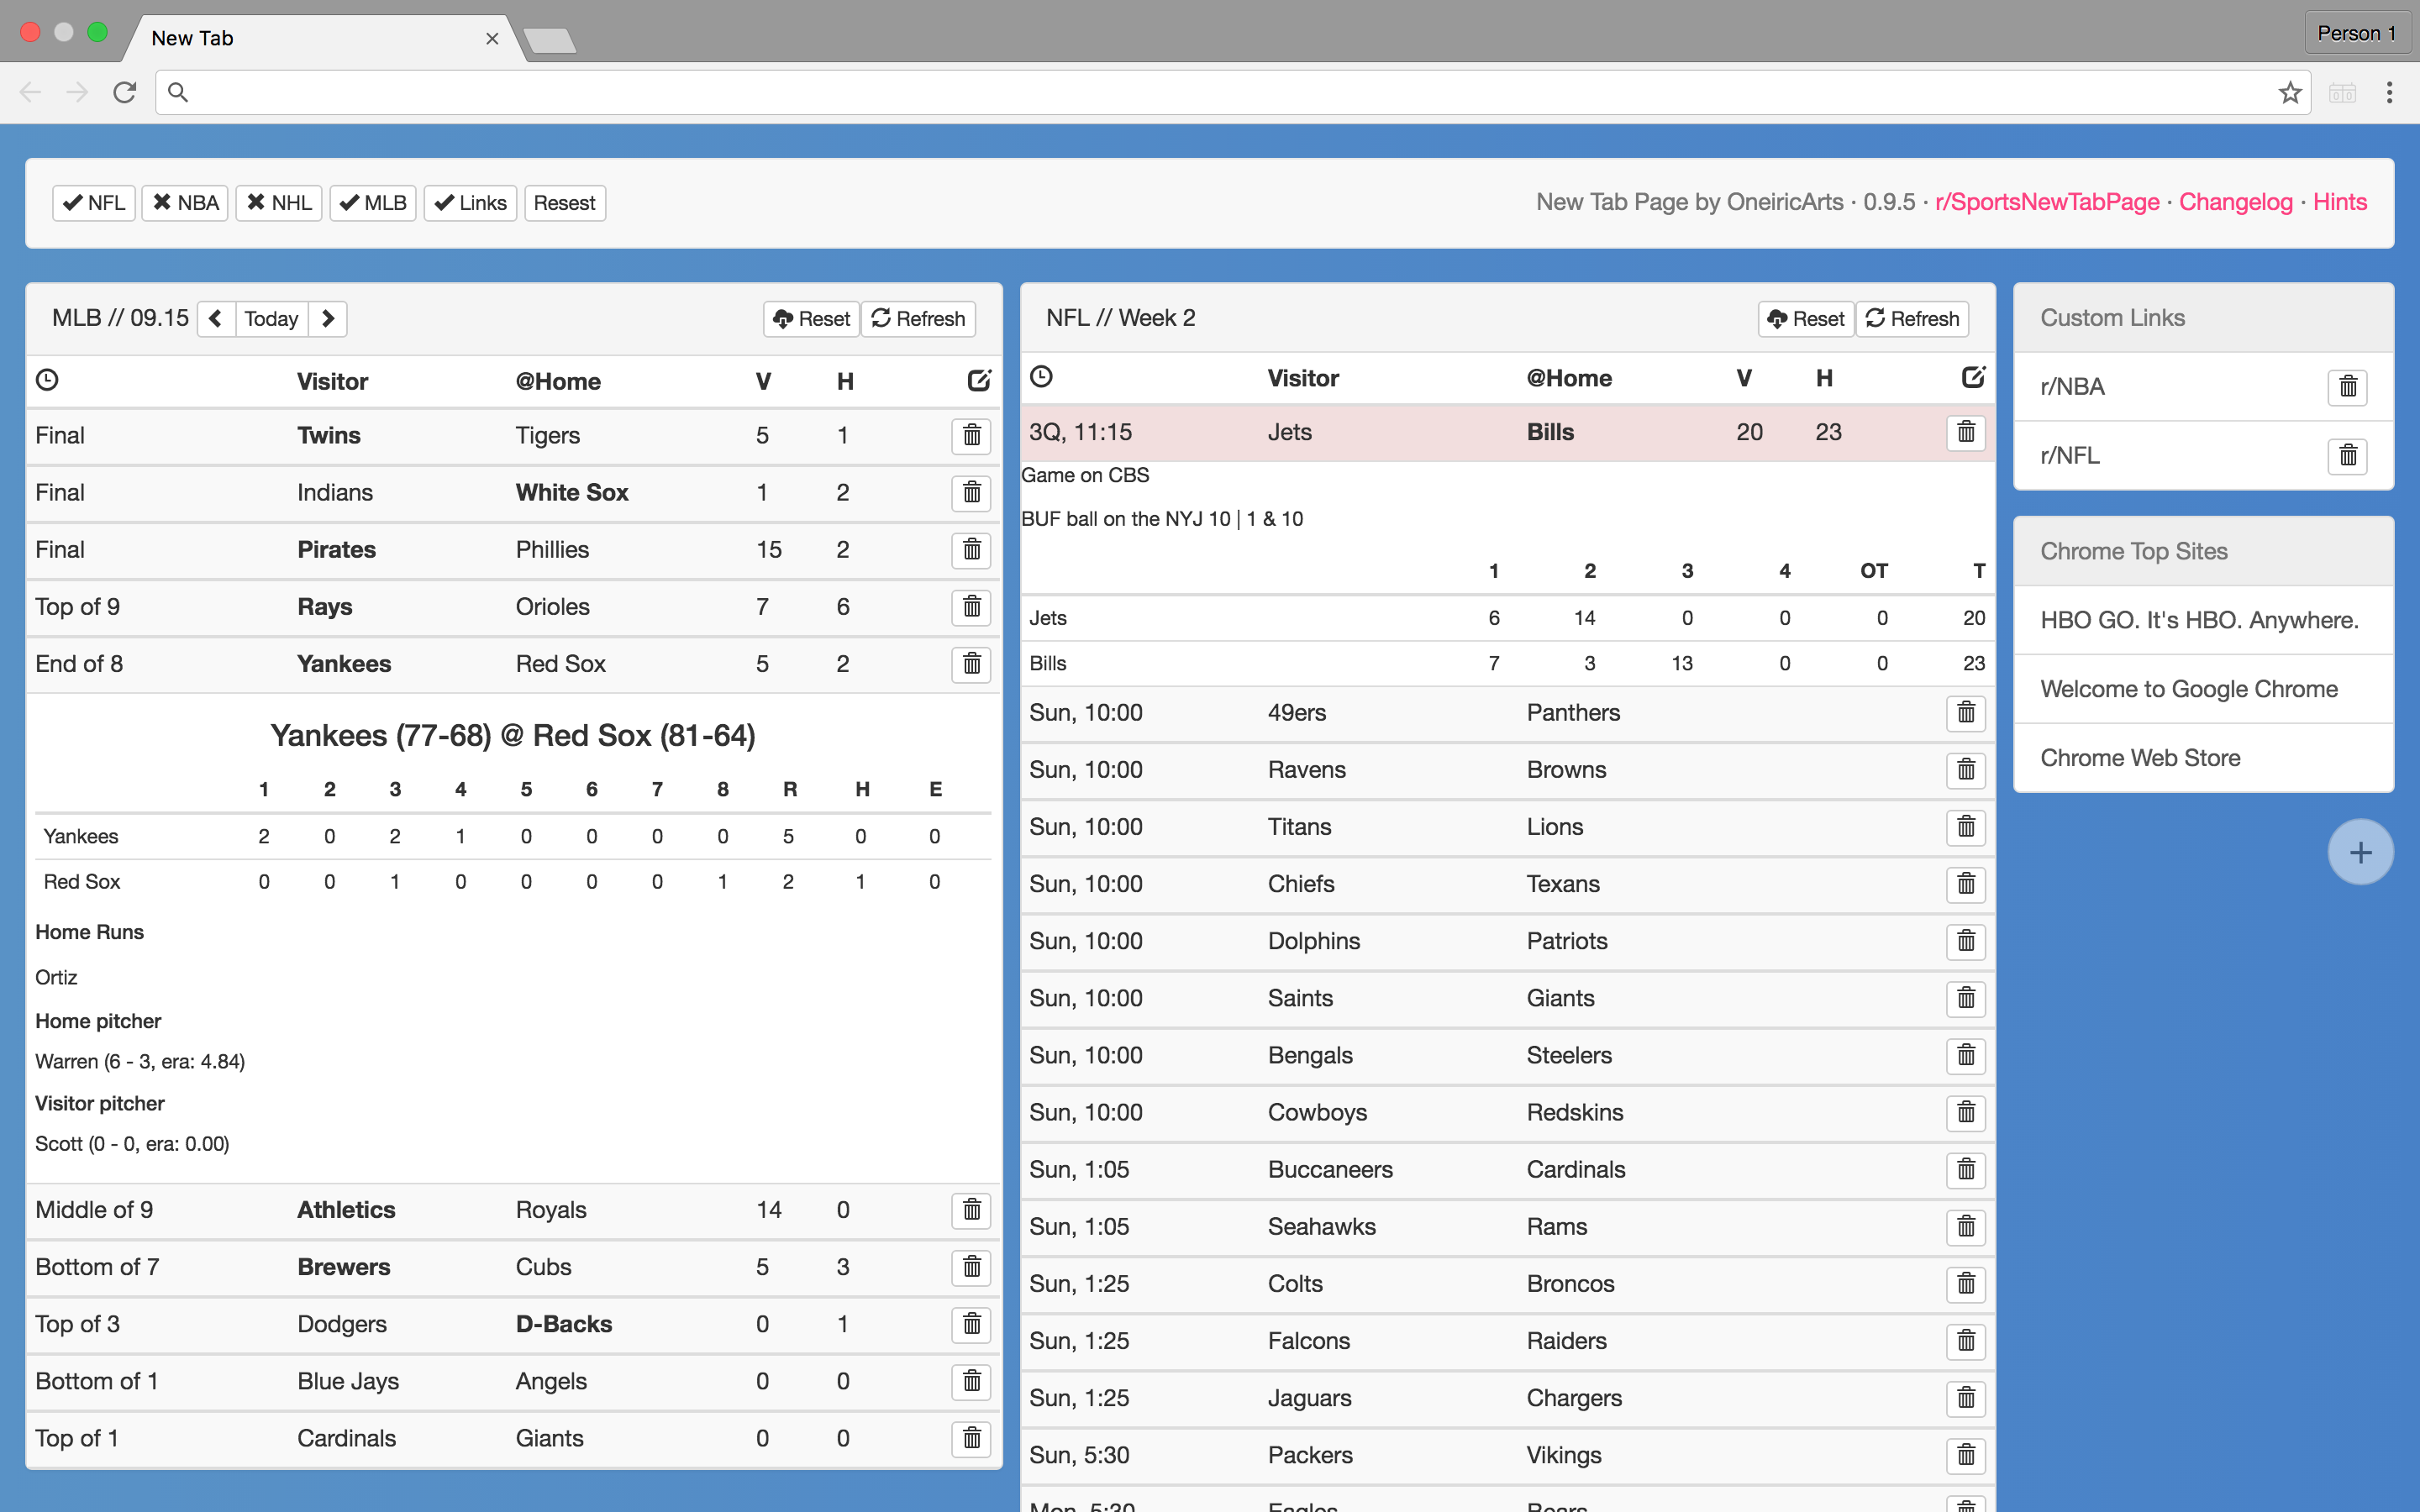 New Tab
Person 1
NFL NBA NHL MLB Links Resest
New Tab Page by OneiricArts · 0.9.5 · r/SportsNewTabPage · Changelog · Hints
MLB // 09.15 Today Reset Refresh
Visitor @Home V H
Final Twins Tigers 5 1
Final Indians White Sox 1 2
Final Pirates Phillies 15 2
Top of 9 Rays Orioles 7 6
End of 8 Yankees Red Sox 5 2
Yankees (77-68) @ Red Sox (81-64)
1 2 3 4 5 6 7 8 R H E
Yankees 2 0 2 1 0 0 0 0 5 0 0
Red Sox 0 0 1 0 0 0 0 1 2 1 0
Home Runs
Ortiz
Home pitcher
Warren (6 - 3, era: 4.84)
Visitor pitcher
Scott (0 - 0, era: 0.00)
Middle of 9 Athletics Royals 14 0
Bottom of 7 Brewers Cubs 5 3
Top of 3 Dodgers D-Backs 0 1
Bottom of 1 Blue Jays Angels 0 0
Top of 1 Cardinals Giants 0 0
NFL // Week 2 Reset Refresh
Visitor @Home V H
3Q, 11:15 Jets Bills 20 23
Game on CBS
BUF ball on the NYJ 10 | 1 & 10
1 2 3 4 OT T
Jets 6 14 0 0 0 20
Bills 7 3 13 0 0 23
Sun, 10:00 49ers Panthers
Sun, 10:00 Ravens Browns
Sun, 10:00 Titans Lions
Sun, 10:00 Chiefs Texans
Sun, 10:00 Dolphins Patriots
Sun, 10:00 Saints Giants
Sun, 10:00 Bengals Steelers
Sun, 10:00 Cowboys Redskins
Sun, 1:05 Buccaneers Cardinals
Sun, 1:05 Seahawks Rams
Sun, 1:25 Colts Broncos
Sun, 1:25 Falcons Raiders
Sun, 1:25 Jaguars Chargers
Sun, 5:30 Packers Vikings
Mon, 5:30 Eagles Bears
Custom Links
r/NBA
r/NFL
Chrome Top Sites
HBO GO. It's HBO. Anywhere.
Welcome to Google Chrome
Chrome Web Store
+